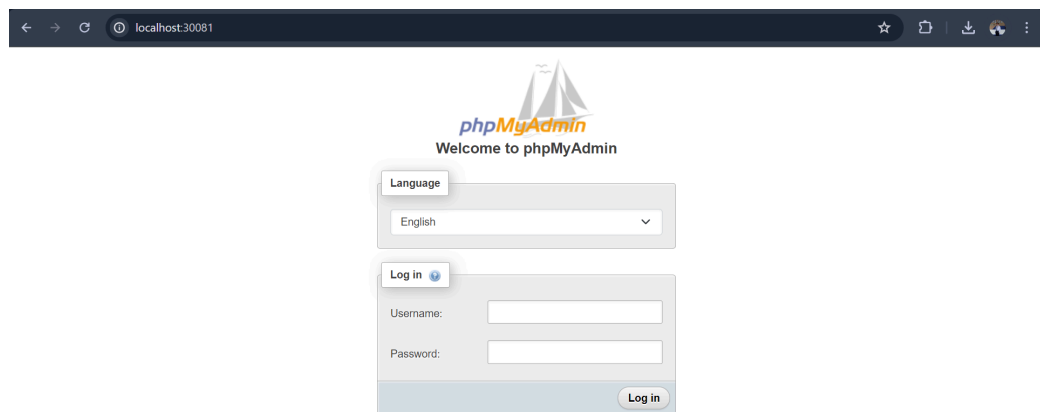 localhost:30081
phpMyAdmin
Welcome to phpMyAdmin
Language
English
Log in
Username:
Password:
Log in